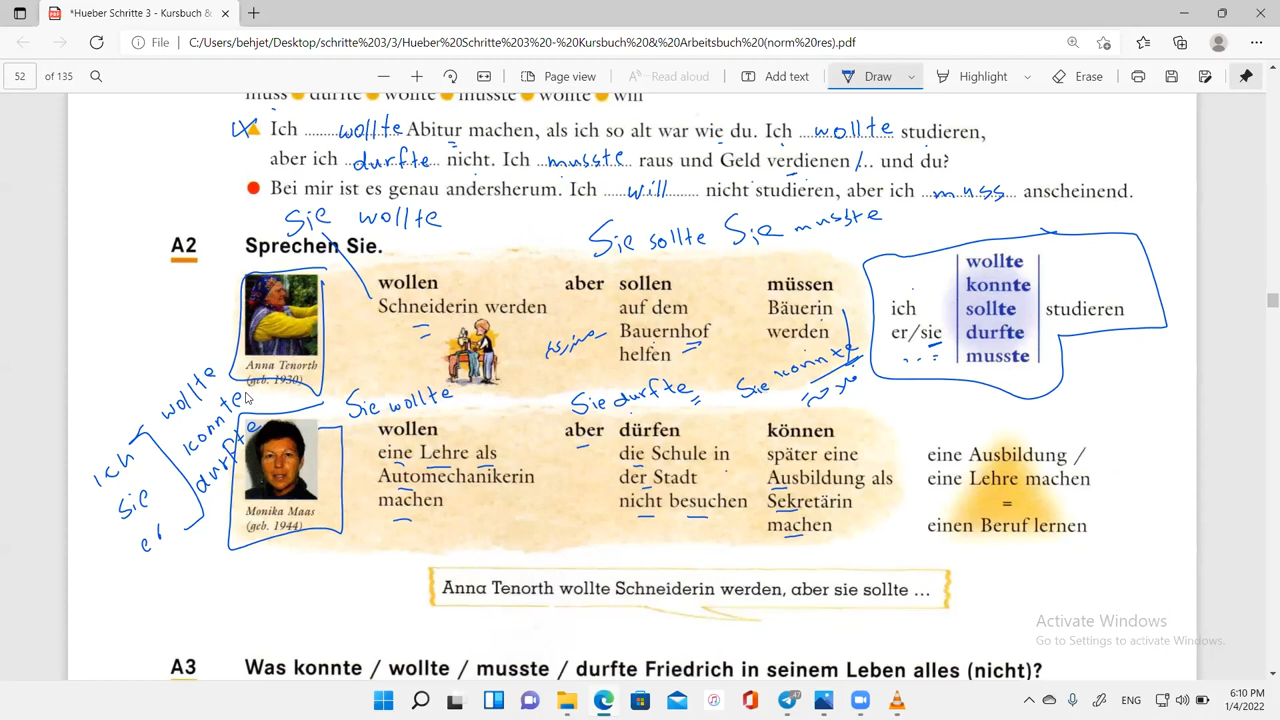 *Hueber Schritte 3 - Kursbuch &
File
C:/Users/behjet/Desktop/schritte%203/3/Hueber%20Schritte%203%20-%20Kursbuch%20&%20Arbeitsbuch%20(norm%20res).pdf
52 of 135
Page view
Read aloud
Add text
Draw
Highlight
Erase
muss durfte wollte musste wollte will
Ich wollte Abitur machen, als ich so alt war wie du. Ich wollte studieren,
aber ich durfte nicht. Ich musste raus und Geld verdienen ... und du?
Bei mir ist es genau andersherum. Ich will nicht studieren, aber ich muss anscheinend.
Sie wollte
Sie sollte Sie musste
A2 Sprechen Sie.
wollen
Schneiderin werden
aber sollen
auf dem
Bauernhof
helfen
müssen
Bäuerin
werden
ich
er/sie
wollte
konnte
sollte
durfte
musste
studieren
Anna Tenorth
(geb. 1930)
Sie wollte
Sie durfte
Sie konnte
wollen
eine Lehre als
Automechanikerin
machen
aber dürfen
die Schule in
der Stadt
nicht besuchen
können
später eine
Ausbildung als
Sekretärin
machen
eine Ausbildung /
eine Lehre machen
=
einen Beruf lernen
Monika Maas
(geb. 1944)
ich
sie
er
wollte
konnte
durfte
Anna Tenorth wollte Schneiderin werden, aber sie sollte ...
Activate Windows
Go to Settings to activate Windows.
A3 Was konnte / wollte / musste / durfte Friedrich in seinem Leben alles (nicht)?
ENG
6:10 PM
1/4/2022